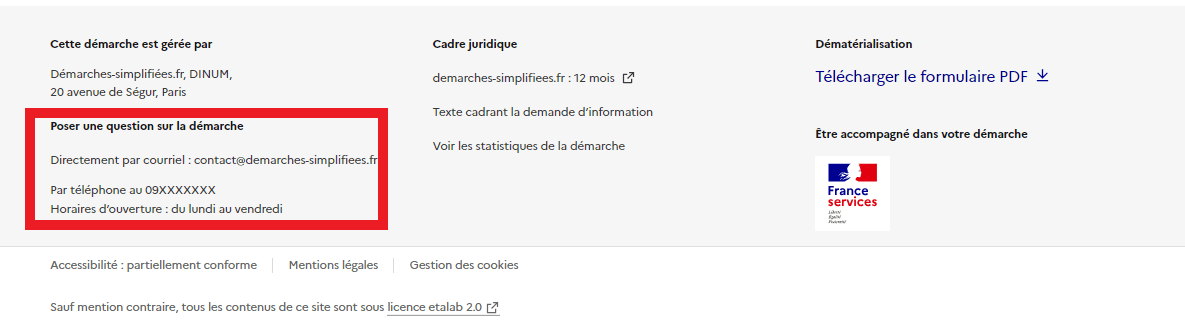 Cette démarche est gérée par
Démarches-simplifiées.fr, DINUM,
20 avenue de Ségur, Paris
Poser une question sur la démarche
Directement par courriel : contact@demarches-simplifiees.fr
Par téléphone au 09XXXXXXX
Horaires d’ouverture : du lundi au vendredi
Cadre juridique
demarches-simplifiees.fr : 12 mois
Texte cadrant la demande d’information
Voir les statistiques de la démarche
Dématérialisation
Télécharger le formulaire PDF
Être accompagné dans votre démarche
France
services
Liberté
Égalité
Fraternité
Accessibilité : partiellement conforme
Mentions légales
Gestion des cookies
Sauf mention contraire, tous les contenus de ce site sont sous licence etalab 2.0